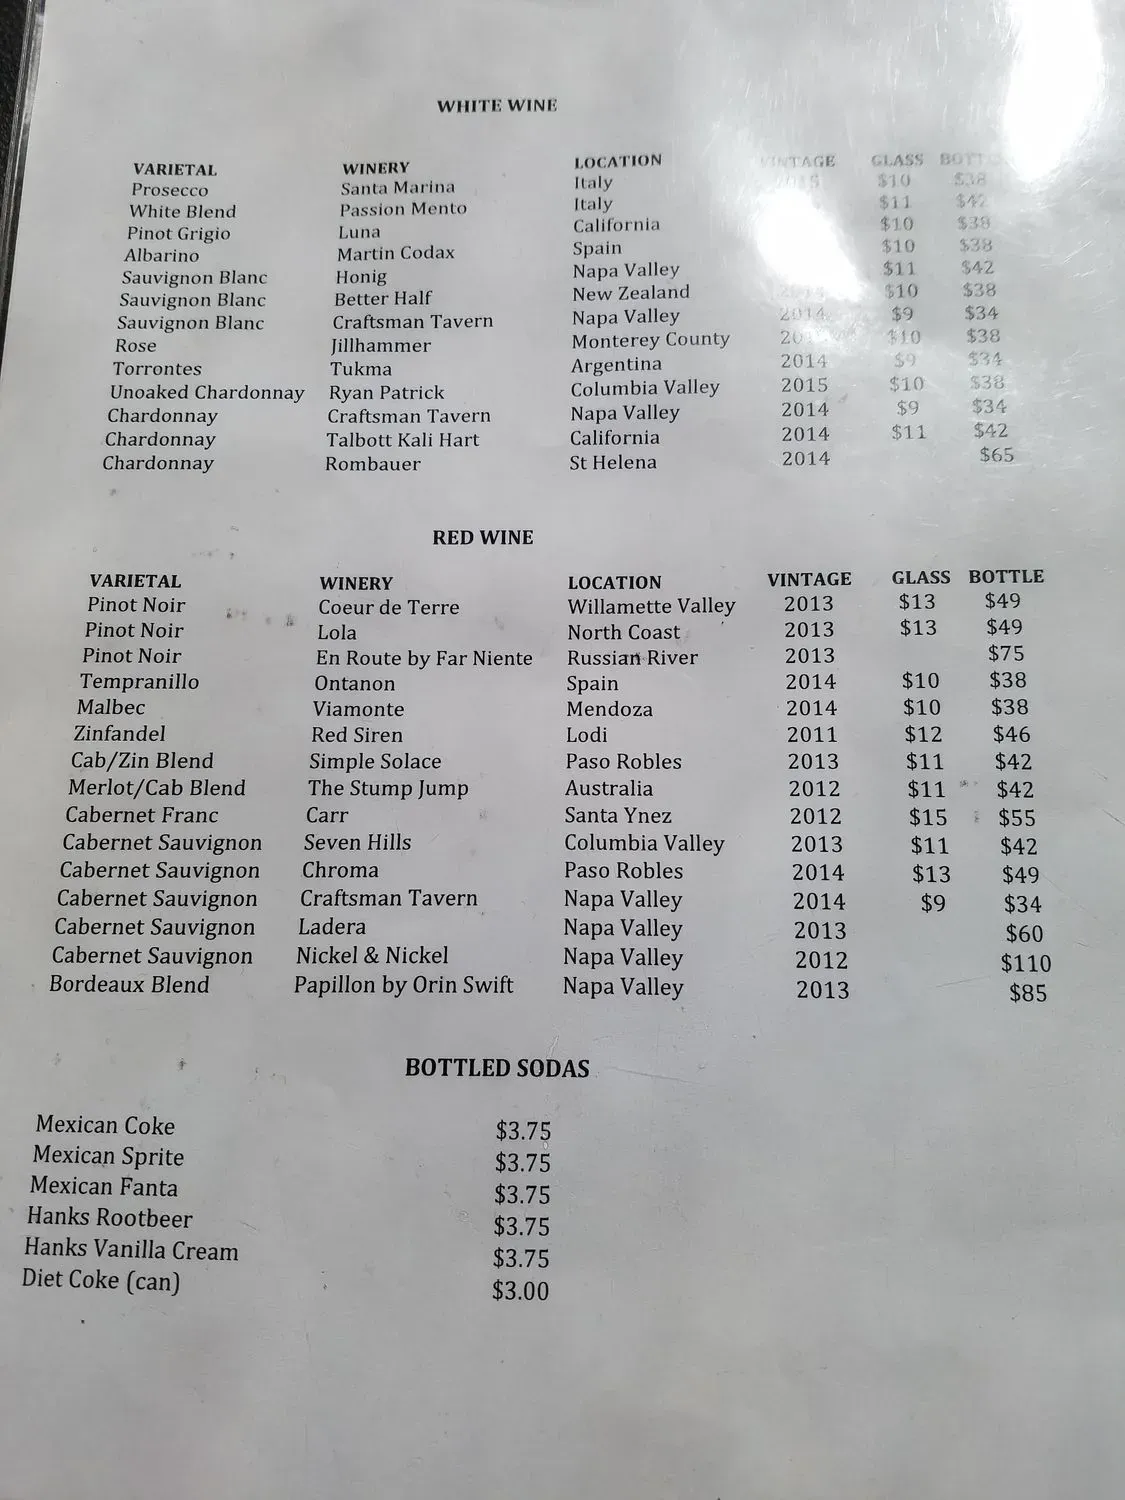 WHITE WINE
VARIETAL WINERY LOCATION VINTAGE GLASS
Prosecco Santa Marina Italy $10 $38
White Blend Passion Mento Italy $11 $42
Pinot Grigio Luna California $10 $38
Albarino Martin Codax Spain $10 $38
Sauvignon Blanc Honig Napa Valley $11 $42
Sauvignon Blanc Better Half New Zealand $10 $38
Sauvignon Blanc Craftsman Tavern Napa Valley 2014 $9 $34
Rose Jillhammer Monterey County $10 $38
Torrontes Tukma Argentina 2014 $9 $34
Unoaked Chardonnay Ryan Patrick Columbia Valley 2015 $10 $38
Chardonnay Craftsman Tavern Napa Valley 2014 $9 $34
Chardonnay Talbott Kali Hart California 2014 $11 $42
Chardonnay Rombauer St Helena 2014 $65
RED WINE
VARIETAL WINERY LOCATION VINTAGE GLASS BOTTLE
Pinot Noir Coeur de Terre Willamette Valley 2013 $13 $49
Pinot Noir Lola North Coast 2013 $13 $49
Pinot Noir En Route by Far Niente Russian River 2013 $75
Tempranillo Ontanon Spain 2014 $10 $38
Malbec Viamonte Mendoza 2014 $10 $38
Zinfandel Red Siren Lodi 2011 $12 $46
Cab/Zin Blend Simple Solace Paso Robles 2013 $11 $42
Merlot/Cab Blend The Stump Jump Australia 2012 $11 $42
Cabernet Franc Carr Santa Ynez 2012 $15 $55
Cabernet Sauvignon Seven Hills Columbia Valley 2013 $11 $42
Cabernet Sauvignon Chroma Paso Robles 2014 $13 $49
Cabernet Sauvignon Craftsman Tavern Napa Valley 2014 $9 $34
Cabernet Sauvignon Ladera Napa Valley 2013 $60
Cabernet Sauvignon Nickel & Nickel Napa Valley 2012 $110
Bordeaux Blend Papillon by Orin Swift Napa Valley 2013 $85
BOTTLED SODAS
Mexican Coke $3.75
Mexican Sprite $3.75
Mexican Fanta $3.75
Hanks Rootbeer $3.75
Hanks Vanilla Cream $3.75
Diet Coke (can) $3.00